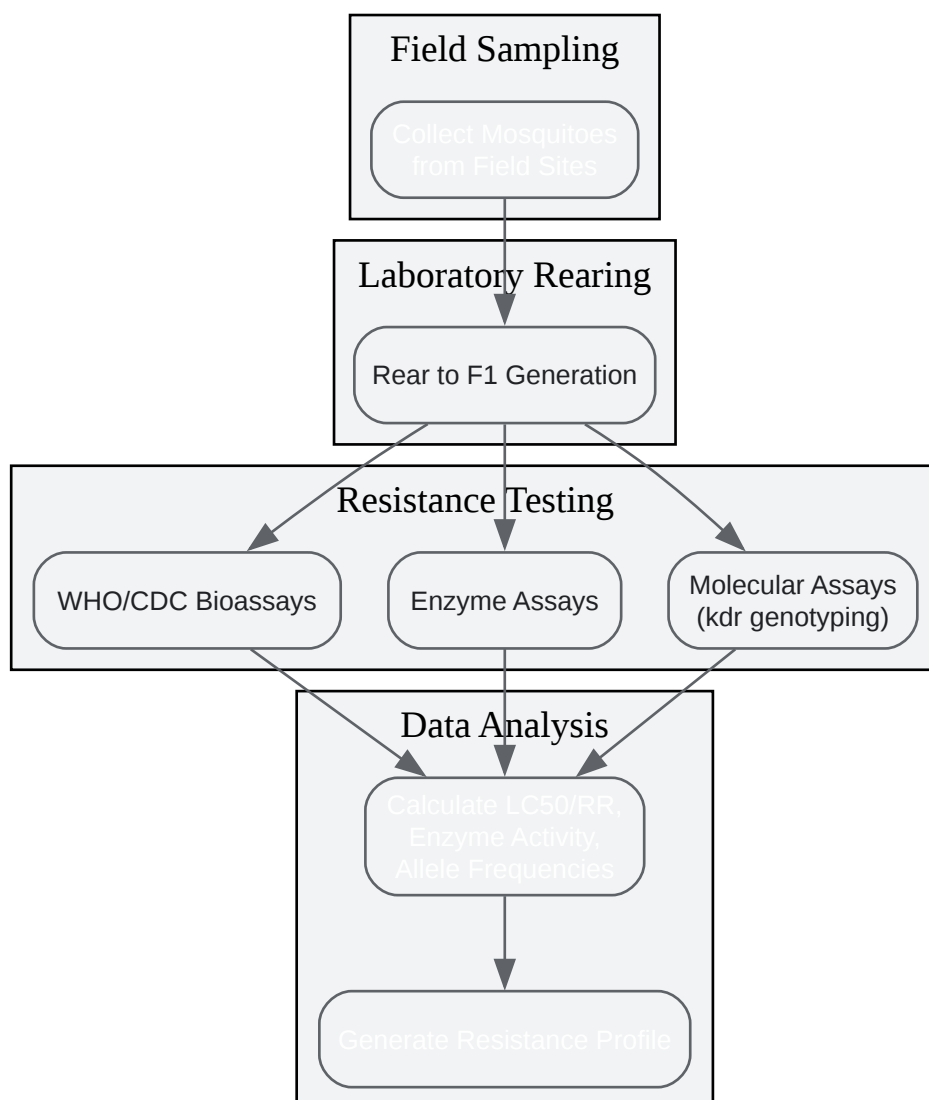 Field Sampling
Collect Mosquitoes
from Field Sites
Laboratory Rearing
Rear to F1 Generation
Resistance Testing
WHO/CDC Bioassays
Enzyme Assays
Molecular Assays
(kdr genotyping)
Data Analysis
Calculate LC50/RR,
Enzyme Activity,
Allele Frequencies
Generate Resistance Profile